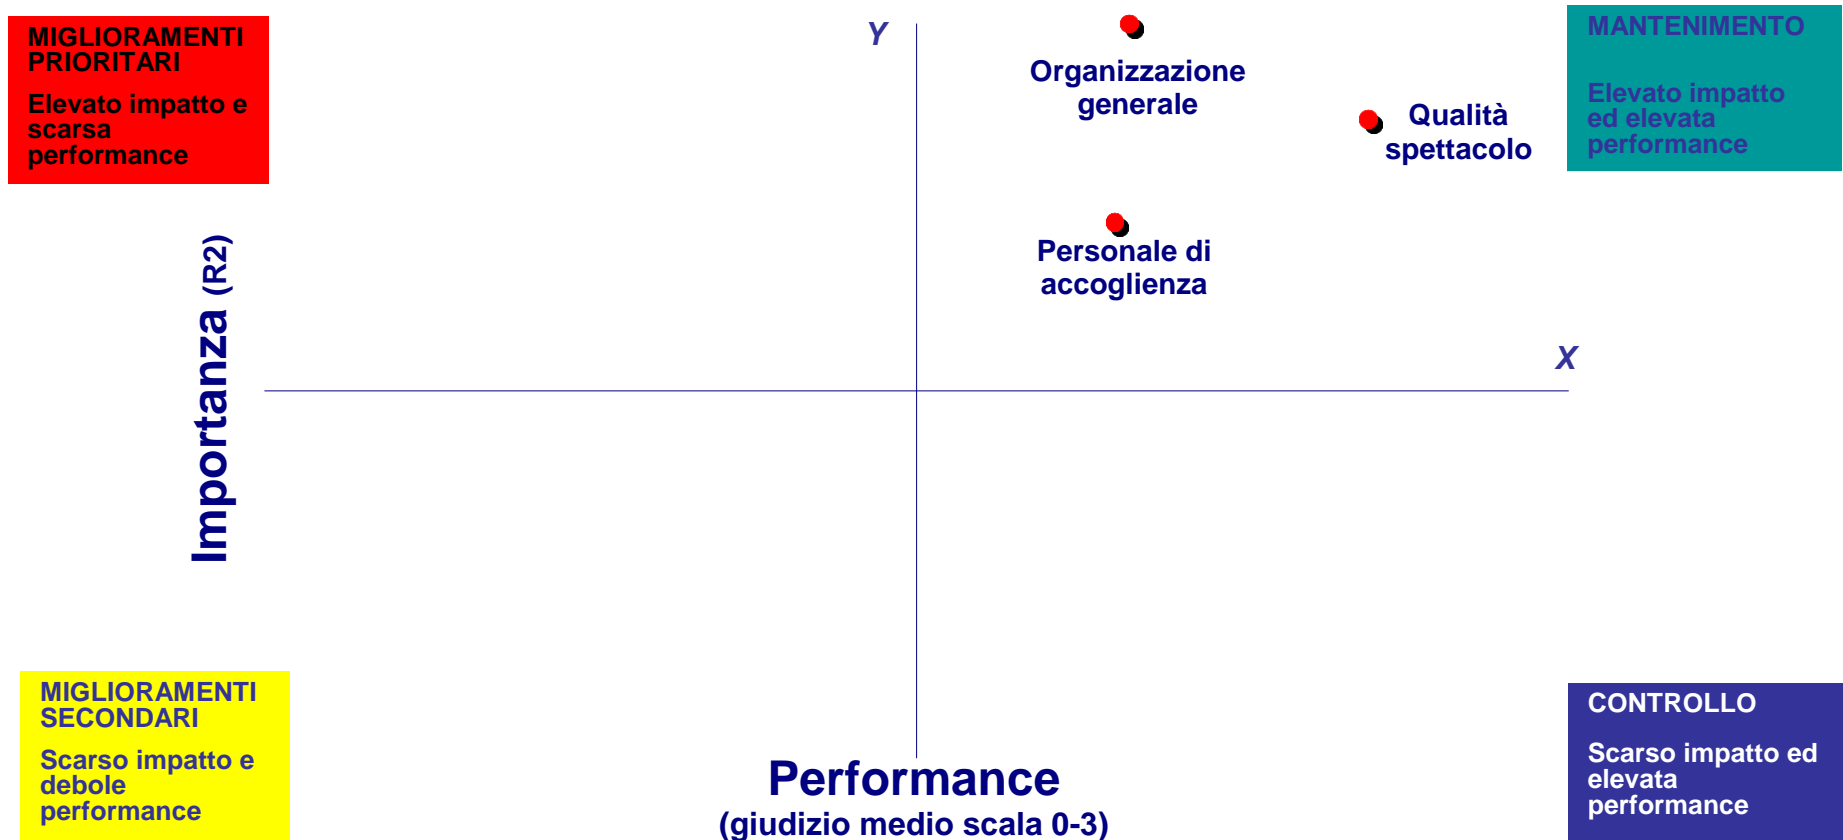 MIGLIORAMENTI
PRIORITARI
Elevato impatto e
scarsa
performance
Y
Organizzazione
generale
Qualità
spettacolo
MANTENIMENTO
Elevato impatto
ed elevata
performance
Personale di
accoglienza
X
Importanza (R2)
MIGLIORAMENTI
SECONDARI
Scarso impatto e
debole
performance
Performance
(giudizio medio scala 0-3)
CONTROLLO
Scarso impatto ed
elevata
performance